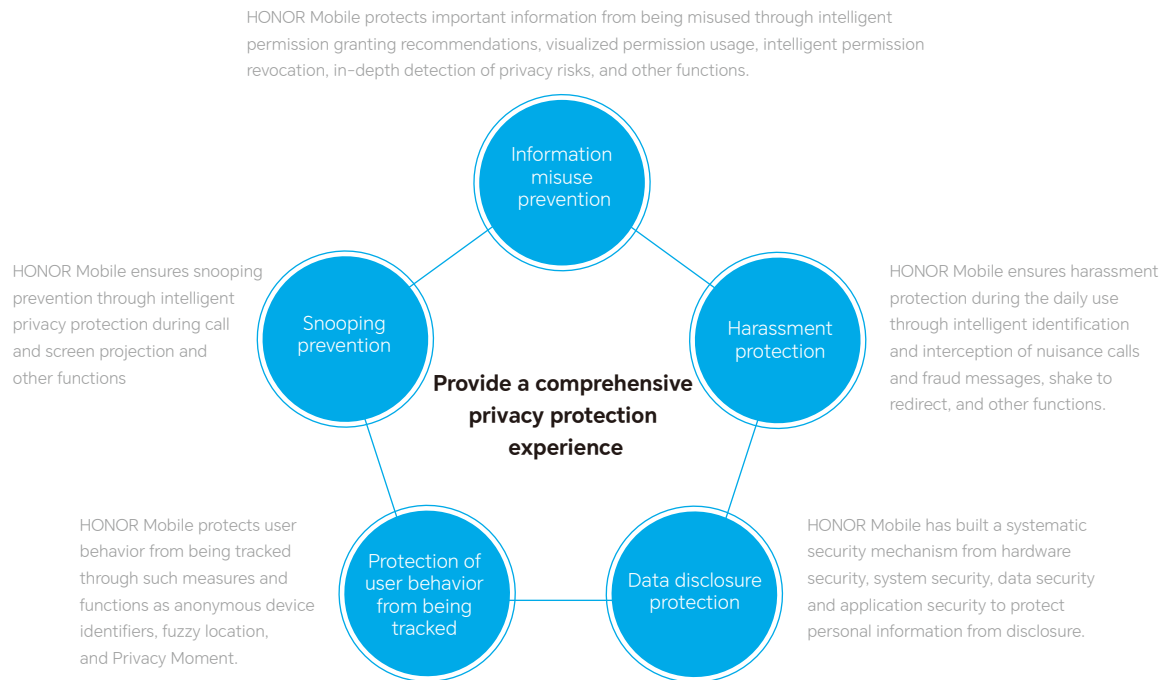 HONOR Mobile protects important information from being misused through intelligent
permission granting recommendations, visualized permission usage, intelligent permission
revocation, in-depth detection of privacy risks, and other functions.
Information
misuse
prevention
HONOR Mobile ensures snooping
prevention through intelligent
privacy protection during call
and screen projection and
other functions
Snooping
prevention
Harassment
protection
HONOR Mobile ensures harassment
protection during the daily use
through intelligent identification
and interception of nuisance calls
and fraud messages, shake to
redirect, and other functions.
Provide a comprehensive
privacy protection
experience
HONOR Mobile protects user
behavior from being tracked
through such measures and
functions as anonymous device
identifiers, fuzzy location,
and Privacy Moment.
Protection of
user behavior
from being
tracked
Data disclosure
protection
HONOR Mobile has built a systematic
security mechanism from hardware
security, system security, data security
and application security to protect
personal information from disclosure.